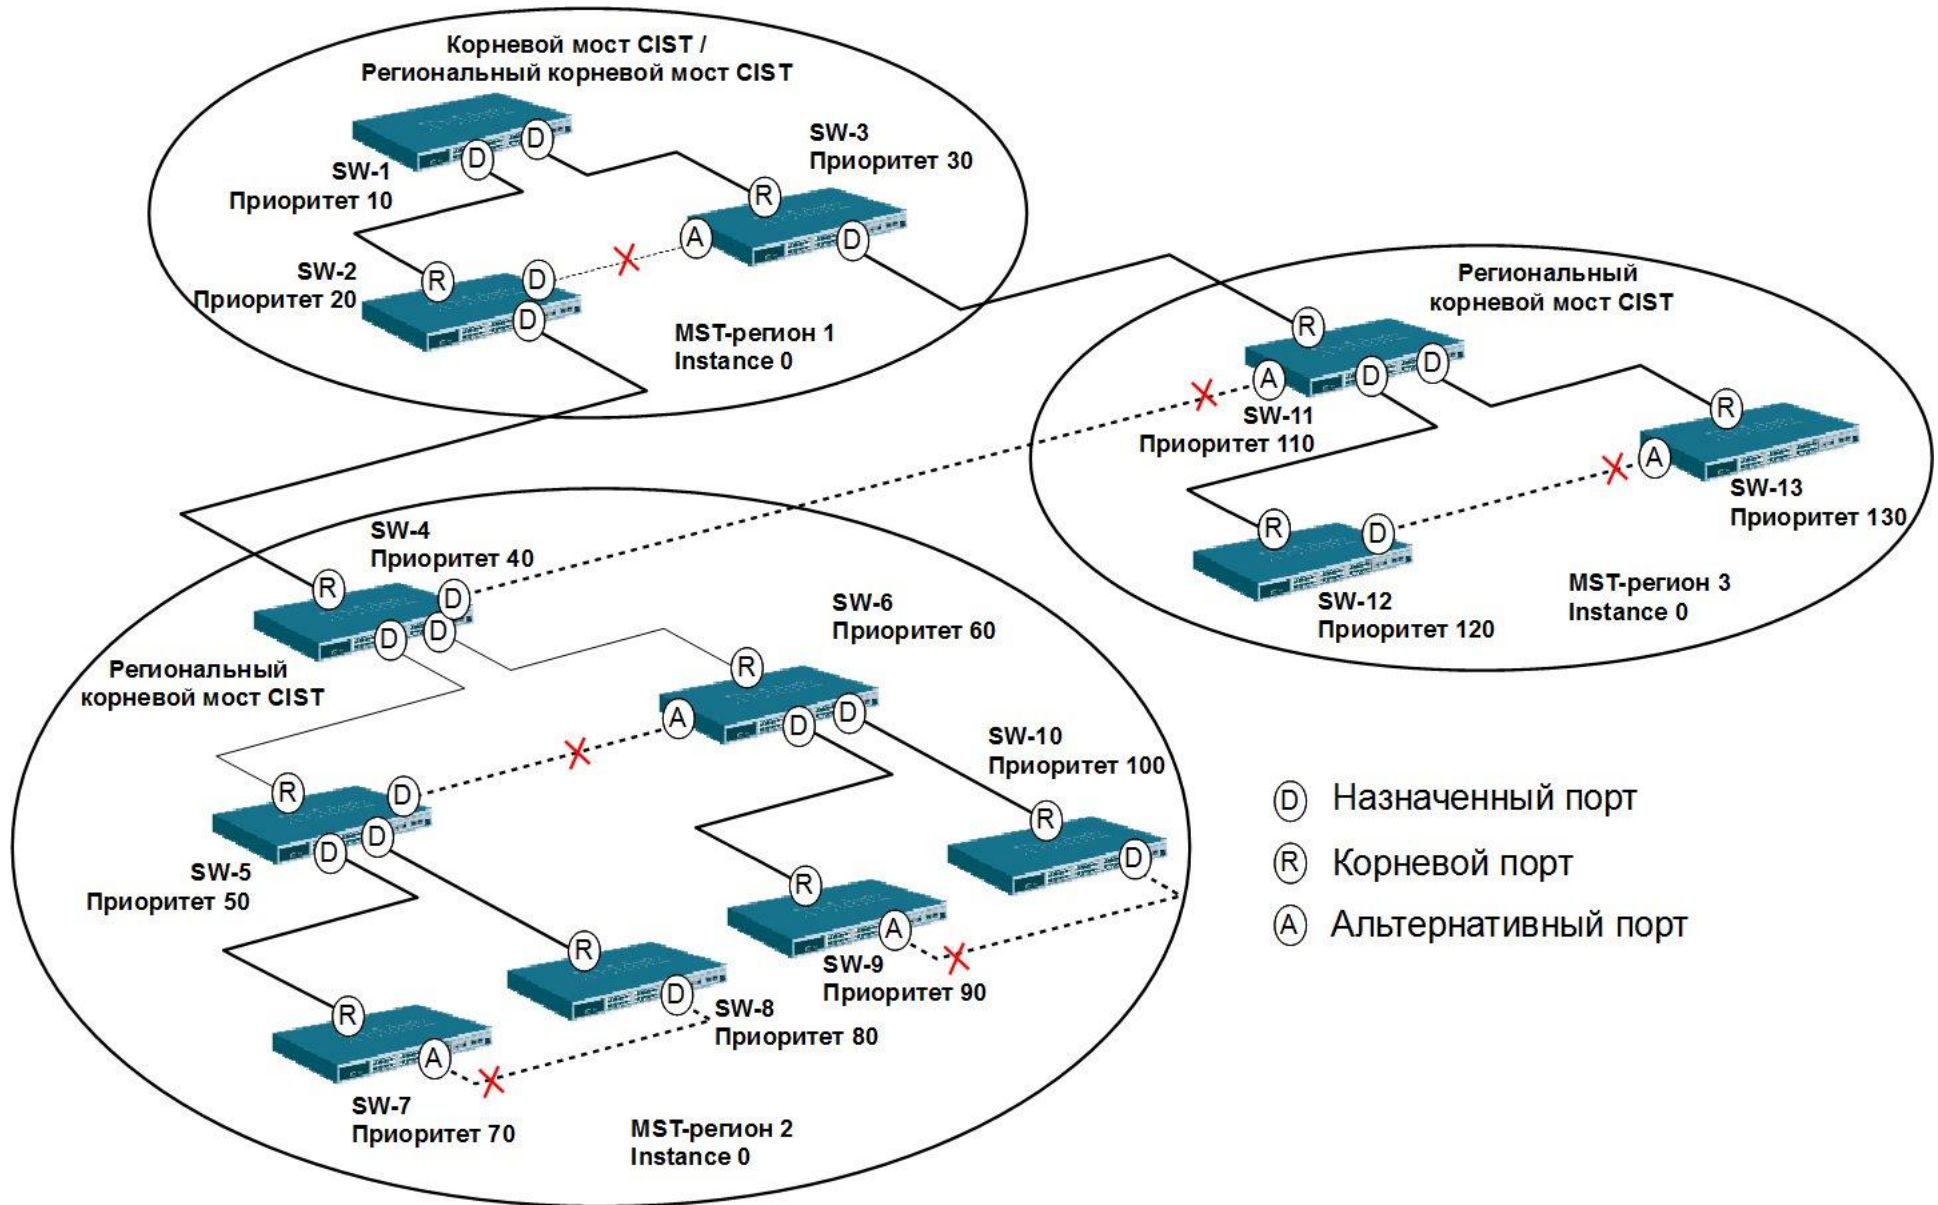 Корневой мост CIST /
Региональный корневой мост CIST
D
D
SW-1
Приоритет 10
SW-3
Приоритет 30
R
A
D
SW-2
Приоритет 20
R
D
D
MST-регион 1
Instance 0
Региональный
корневой мост CIST
R
A
D
D
SW-11
Приоритет 110
R
A
SW-13
Приоритет 130
R
D
SW-12
Приоритет 120
MST-регион 3
Instance 0
SW-4
Приоритет 40
R
D
D
D
Региональный
корневой мост CIST
SW-6
Приоритет 60
R
A
D
D
SW-10
Приоритет 100
R
D
R
D
D
D
SW-5
Приоритет 50
R
A
SW-9
Приоритет 90
R
D
SW-8
Приоритет 80
R
A
SW-7
Приоритет 70
MST-регион 2
Instance 0
D Назначенный порт
R Корневой порт
A Альтернативный порт